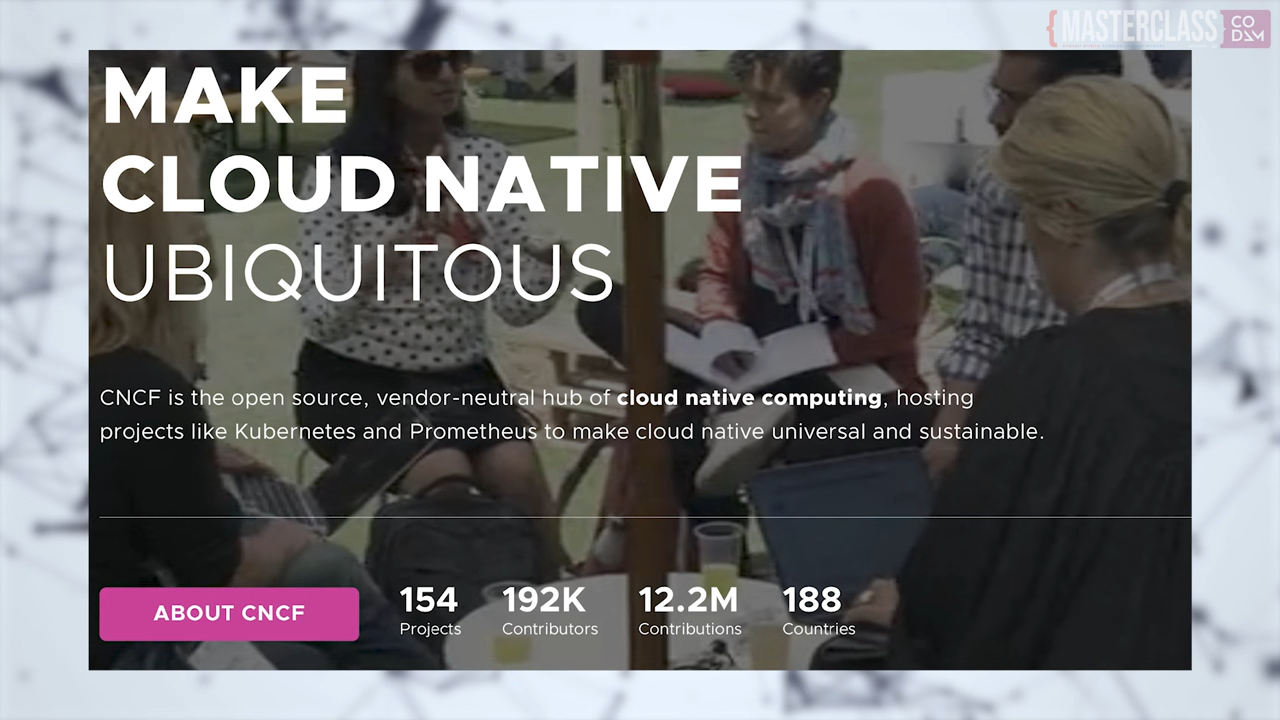 {MASTERCLASS}
CO
D∑M
MAKE
CLOUD NATIVE
UBIQUITOUS
CNCF is the open source, vendor-neutral hub of cloud native computing, hosting
projects like Kubernetes and Prometheus to make cloud native universal and sustainable.
ABOUT CNCF
154
Projects
192K
Contributors
12.2M
Contributions
188
Countries